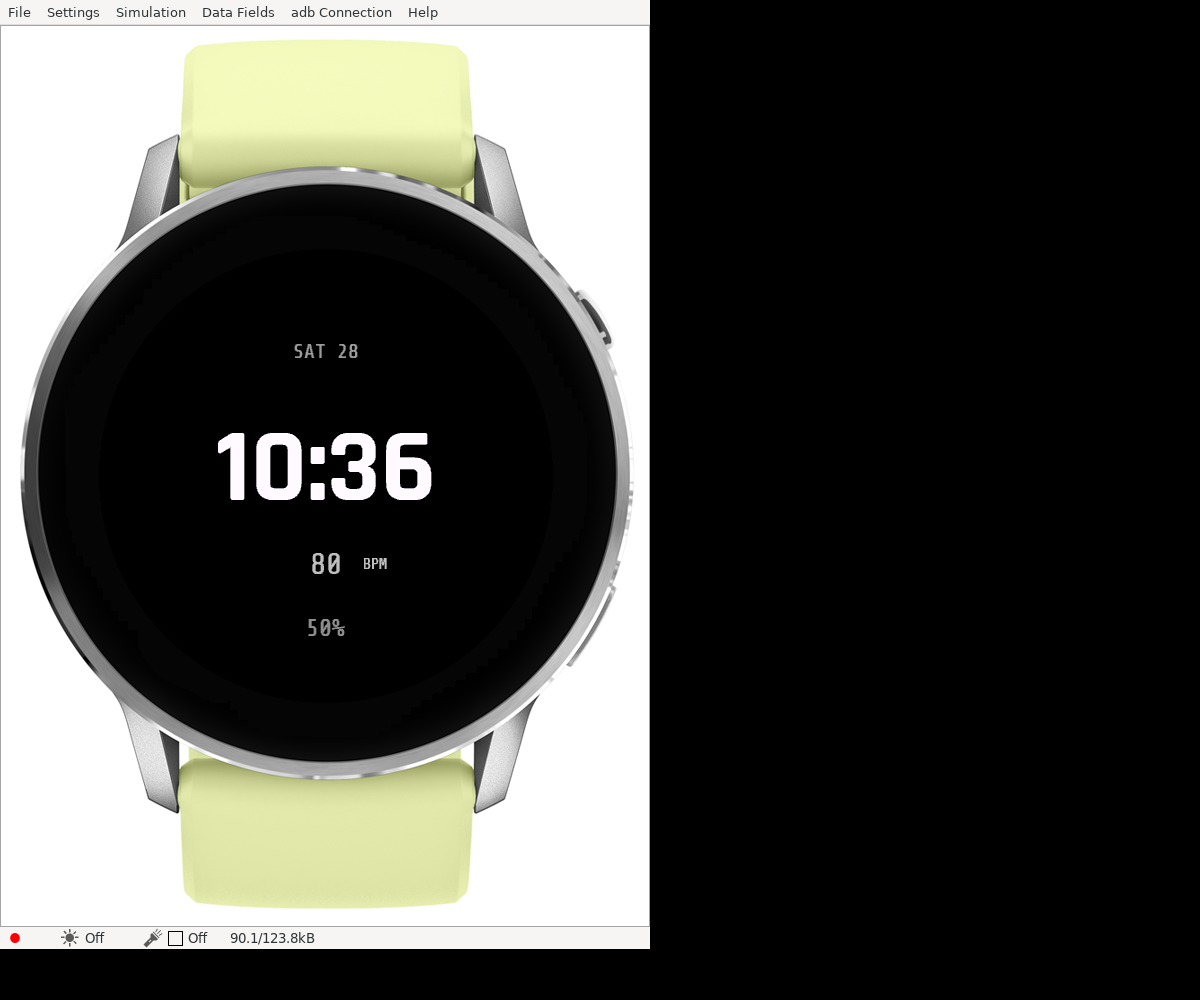 File Settings Simulation Data Fields adb Connection Help
SAT 28
10:36
80 BPM
50%
Off Off 90.1/123.8kB